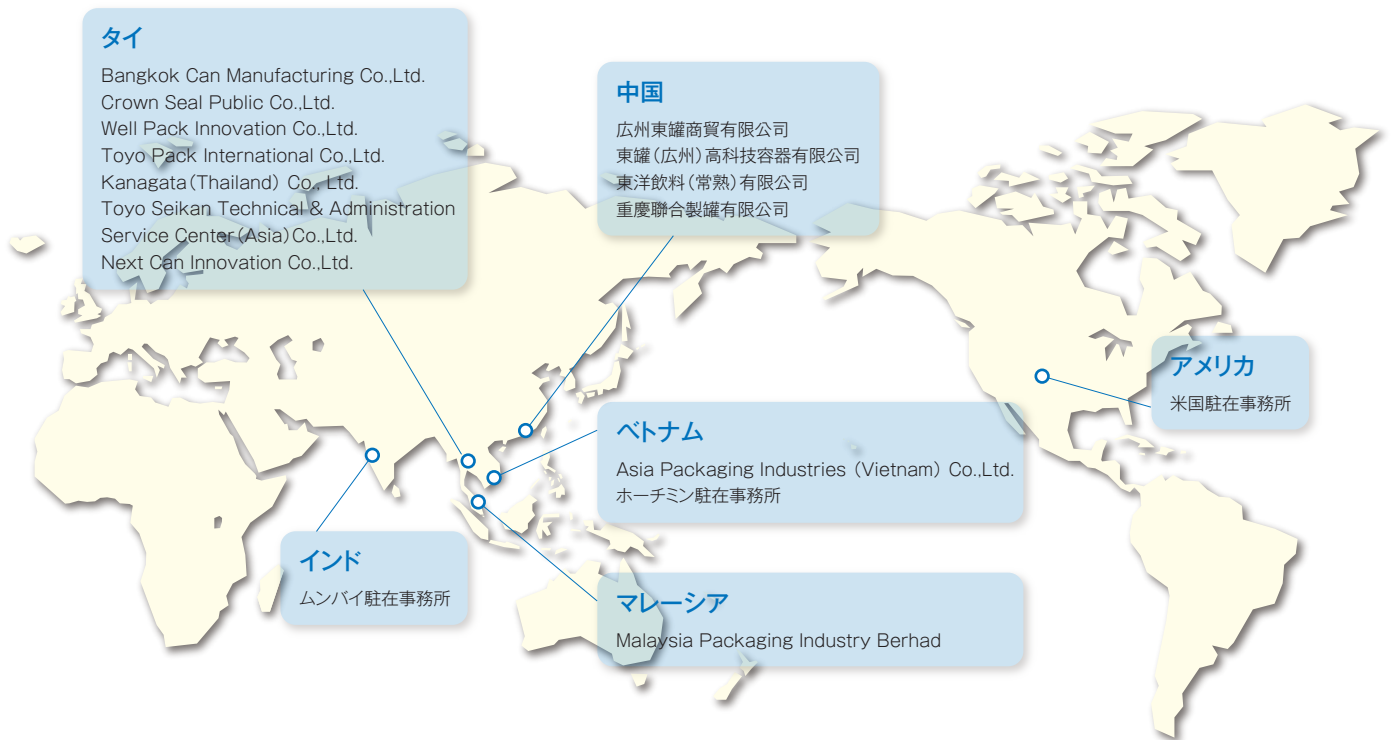 タイ
Bangkok Can Manufacturing Co.,Ltd.
Crown Seal Public Co.,Ltd.
Well Pack Innovation Co.,Ltd.
Toyo Pack International Co.,Ltd.
Kanagata(Thailand) Co., Ltd.
Toyo Seikan Technical & Administration
Service Center(Asia)Co.,Ltd.
Next Can Innovation Co.,Ltd.
中国
広州東罐商貿有限公司
東罐(広州)高科技容器有限公司
東洋飲料(常熟)有限公司
重慶聯合製罐有限公司
アメリカ
米国駐在事務所
ベトナム
Asia Packaging Industries (Vietnam) Co.,Ltd.
ホーチミン駐在事務所
インド
ムンバイ駐在事務所
マレーシア
Malaysia Packaging Industry Berhad